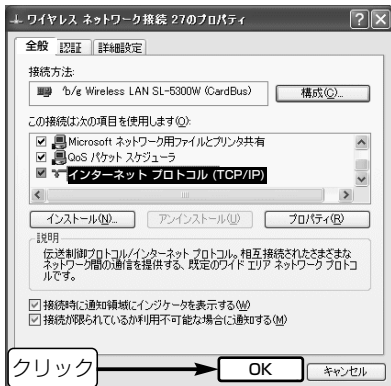 ワイヤレス ネットワーク接続 27のプロパティ
全般 認証 詳細設定
接続方法:
b/g Wireless LAN SL-5300W (CardBus) 構成(C)...
この接続は次の項目を使用します(O):
Microsoft ネットワーク用ファイルとプリンタ共有
QoS パケット スケジューラ
インターネット プロトコル (TCP/IP)
インストール(N)... アンインストール(U) プロパティ(R)
説明
伝送制御プロトコル/インターネット プロトコル。相互接続されたさまざまな
ネットワーク間の通信を提供する、既定のワイド エリア ネットワーク プロトコ
ルです。
接続時に通知領域にインジケータを表示する(W)
接続が限られているか利用不可能な場合に通知する(M)
クリック OK キャンセル